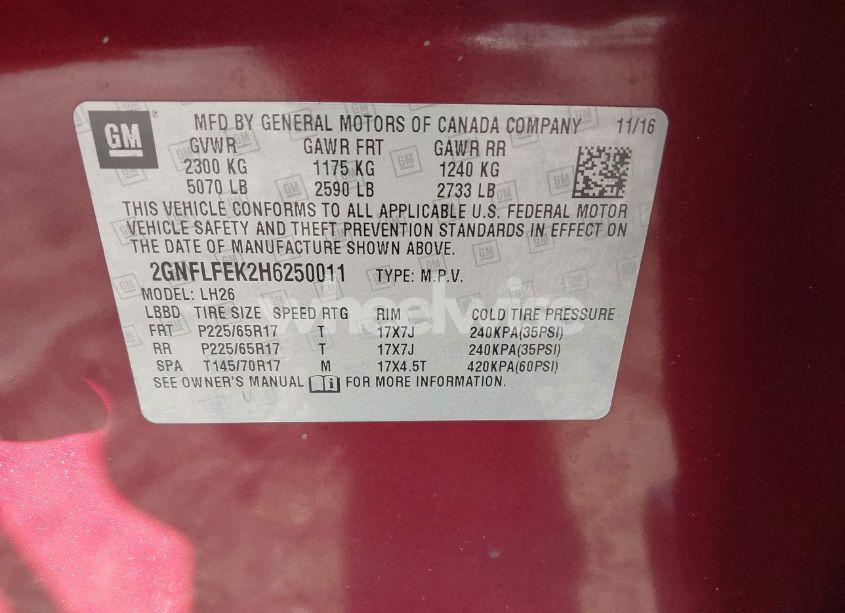 GM ® MFD BY GENERAL MOTORS OF CANADA COMPANY 11/16
GVWR GAWR FRT GAWR RR
2300 KG 1175 KG 1240 KG
5070 LB 2590 LB 2733 LB
THIS VEHICLE CONFORMS TO ALL APPLICABLE U.S. FEDERAL MOTOR
VEHICLE SAFETY AND THEFT PREVENTION STANDARDS IN EFFECT ON
THE DATE OF MANUFACTURE SHOWN ABOVE.
2GNFLFEK2H6250011 TYPE: M.P.V.
MODEL: LH26
wheelwire
LBBD TIRE SIZE SPEED RTG RIM COLD TIRE PRESSURE
FRT P225/65R17 T 17X7J 240KPA(35PSI)
RR P225/65R17 T 17X7J 240KPA(35PSI)
SPA T145/70R17 M 17X4.5T 420KPA(60PSI)
SEE OWNER'S MANUAL i FOR MORE INFORMATION.